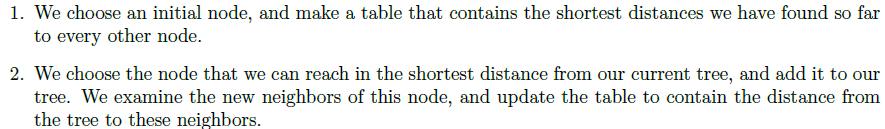 1. We choose an initial node, and make a table that contains the shortest distances we have found so far
to every other node.
2. We choose the node that we can reach in the shortest distance from our current tree, and add it to our
tree. We examine the new neighbors of this node, and update the table to contain the distance from
the tree to these neighbors.